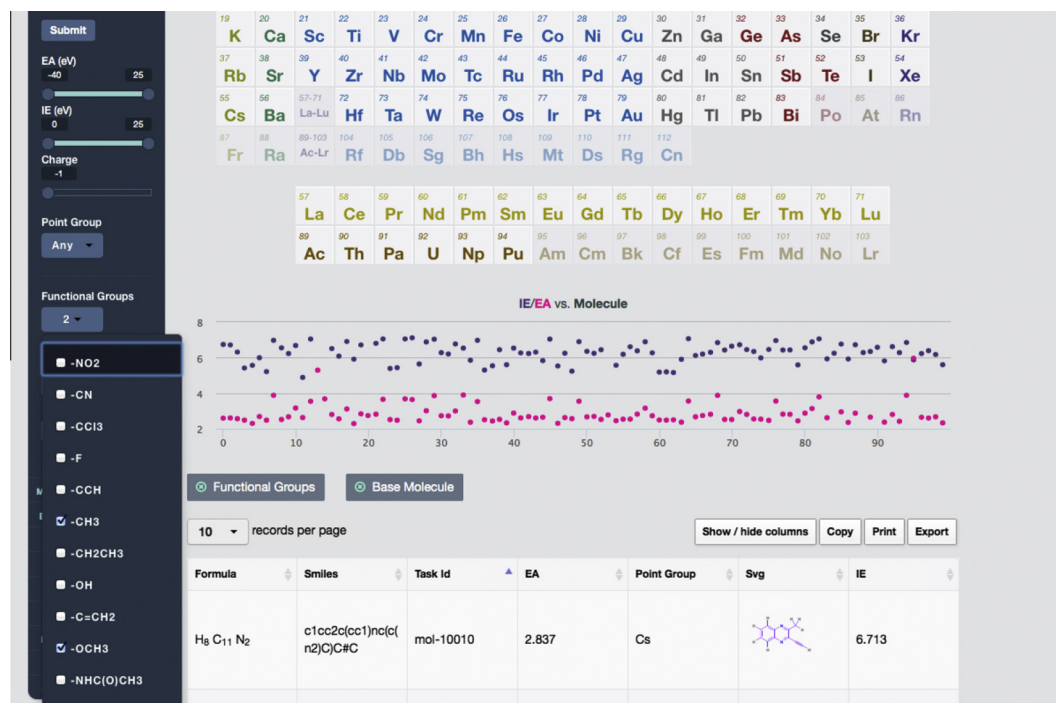 Submit
EA (eV)
-40 25
IE (eV)
0 25
Charge
-1
Point Group
Any
Functional Groups
2
-NO2
-CN
-CCl3
-F
-CCH
-CH3
-CH2CH3
-OH
-C=CH2
-OCH3
-NHC(O)CH3
19 20 21 22 23 24 25 26 27 28 29 30 31 32 33 34 35 36
K Ca Sc Ti V Cr Mn Fe Co Ni Cu Zn Ga Ge As Se Br Kr
37 38 39 40 41 42 43 44 45 46 47 48 49 50 51 52 53 54
Rb Sr Y Zr Nb Mo Tc Ru Rh Pd Ag Cd In Sn Sb Te I Xe
55 56 57-71 72 73 74 75 76 77 78 79 80 81 82 83 84 85 86
Cs Ba La-Lu Hf Ta W Re Os Ir Pt Au Hg Tl Pb Bi Po At Rn
87 88 89-103 104 105 106 107 108 109 110 111 112
Fr Ra Ac-Lr Rf Db Sg Bh Hs Mt Ds Rg Cn
57 58 59 60 61 62 63 64 65 66 67 68 69 70 71
La Ce Pr Nd Pm Sm Eu Gd Tb Dy Ho Er Tm Yb Lu
89 90 91 92 93 94 95 96 97 98 99 100 101 102 103
Ac Th Pa U Np Pu Am Cm Bk Cf Es Fm Md No Lr
IE/EA vs. Molecule
8
6
4
2
0 10 20 30 40 50 60 70 80 90
Functional Groups Base Molecule
10 records per page Show / hide columns Copy Print Export
Formula Smiles Task Id EA Point Group Svg IE
H8 C11 N2 c1cc2c(cc1)nc(c(n2)C)C#C mol-10010 2.837 Cs 6.713